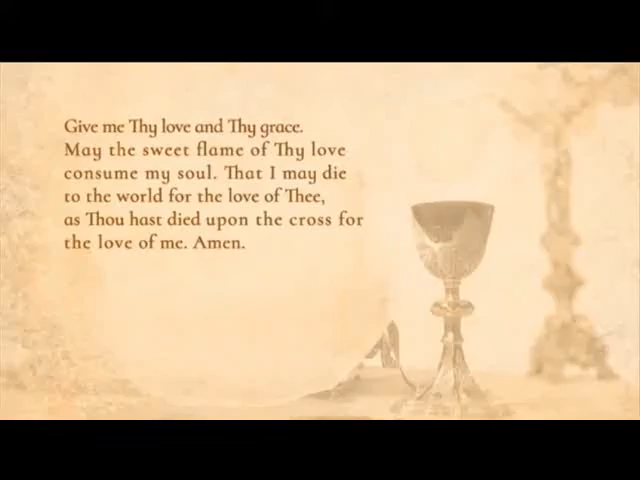 Give me Thy love and Thy grace.
May the sweet flame of Thy love
consume my soul. That I may die
to the world for the love of Thee,
as Thou hast died upon the cross for
the love of me. Amen.